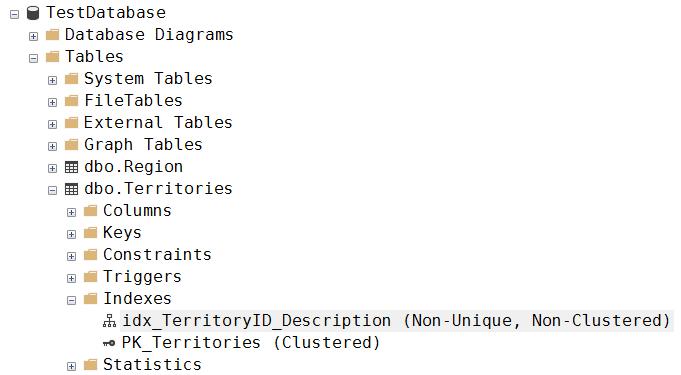 TestDatabase
Database Diagrams
Tables
System Tables
FileTables
External Tables
Graph Tables
dbo.Region
dbo.Territories
Columns
Keys
Constraints
Triggers
Indexes
idx_TerritoryID_Description (Non-Unique, Non-Clustered)
PK_Territories (Clustered)
Statistics